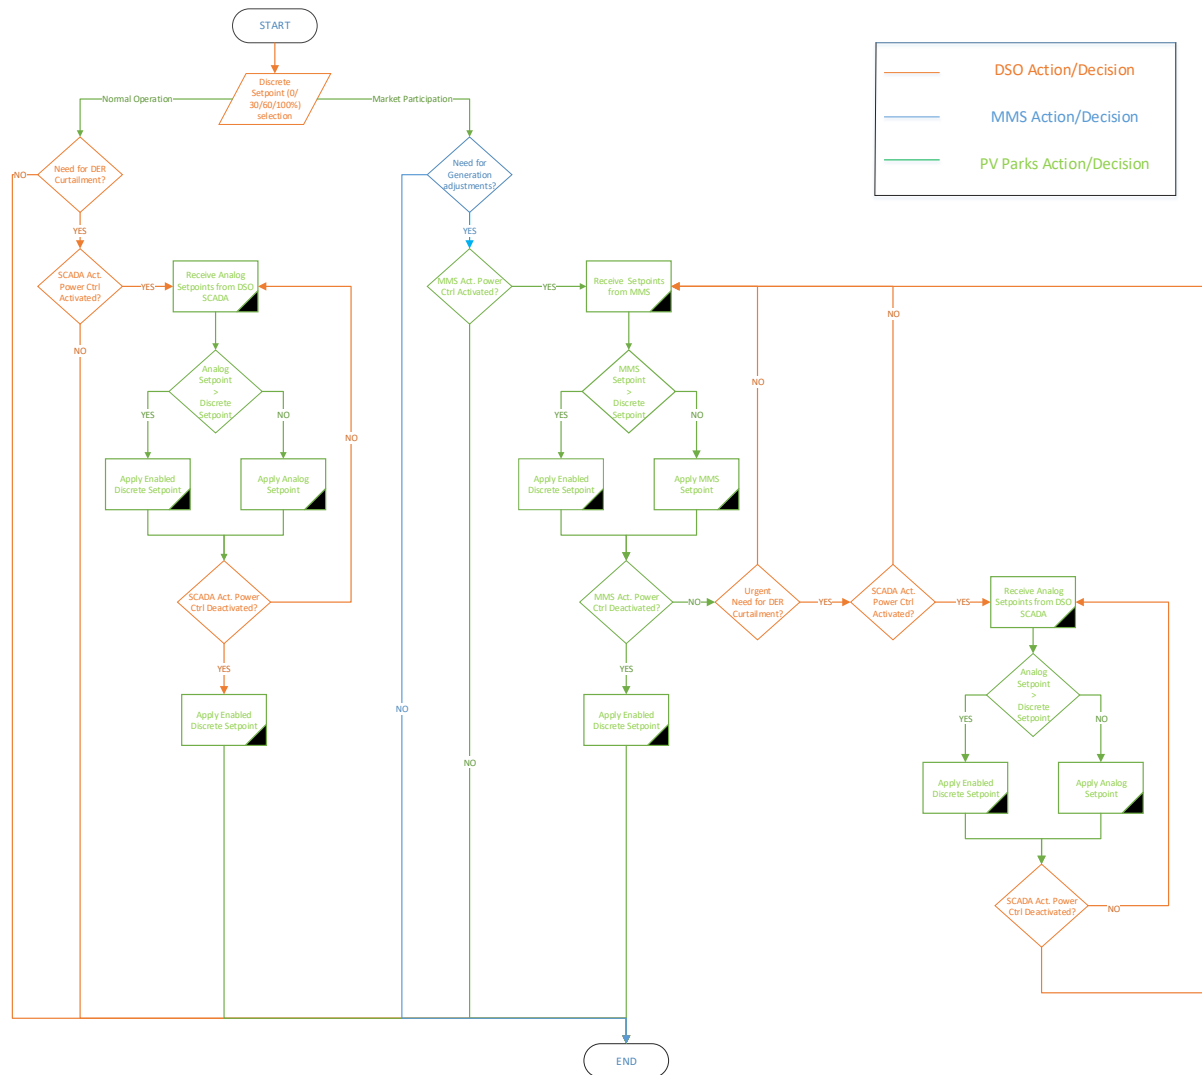 START
Discrete
Setpoint (0/
30/60/100%)
selection
Normal Operation
Market Participation
DSO Action/Decision
MMS Action/Decision
PV Parks Action/Decision
Need for DER
Curtailment?
NO
YES
Need for
Generation
adjustments?
YES
SCADA Act.
Power Ctrl
Activated?
YES
Receive Analog
Setpoints from DSO
SCADA
MMS Act. Power
Ctrl Activated?
YES
Receive Setpoints
from MMS
NO
NO
NO
Analog
Setpoint
>
Discrete
Setpoint
YES
NO
NO
MMS
Setpoint
>
Discrete
Setpoint
YES
NO
NO
Apply Enabled
Discrete Setpoint
Apply Analog
Setpoint
Apply Enabled
Discrete Setpoint
Apply MMS
Setpoint
SCADA Act. Power
Ctrl Deactivated?
YES
MMS Act. Power
Ctrl Deactivated?
NO
YES
Urgent
Need for DER
Curtailment?
YES
SCADA Act.
Power Ctrl
Activated?
YES
Receive Analog
Setpoints from DSO
SCADA
Apply Enabled
Discrete Setpoint
Apply Enabled
Discrete Setpoint
NO
Analog
Setpoint
>
Discrete
Setpoint
YES
NO
Apply Enabled
Discrete Setpoint
Apply Analog
Setpoint
SCADA Act. Power
Ctrl Deactivated?
NO
END